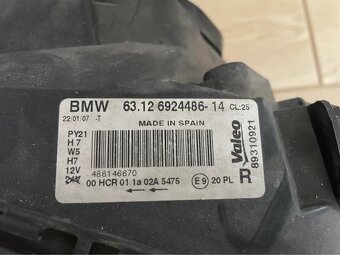 BMW 63.12 6924486-14 CL:25
22/01/07 -T
MADE IN SPAIN
PY21
H7
W5
H7
12V
486146670
00 HCR 01 1a 02A 5475
E9 20 PL
R
Valeo
89310921